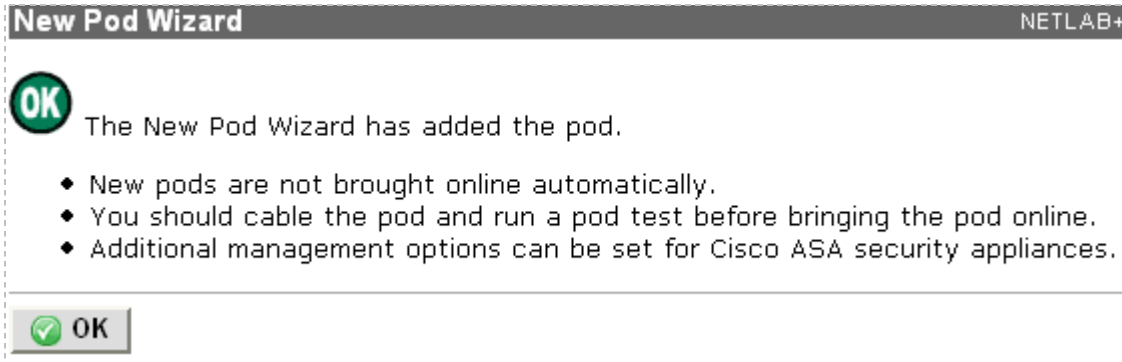 New Pod Wizard NETLAB+
OK
The New Pod Wizard has added the pod.
• New pods are not brought online automatically.
• You should cable the pod and run a pod test before bringing the pod online.
• Additional management options can be set for Cisco ASA security appliances.
OK